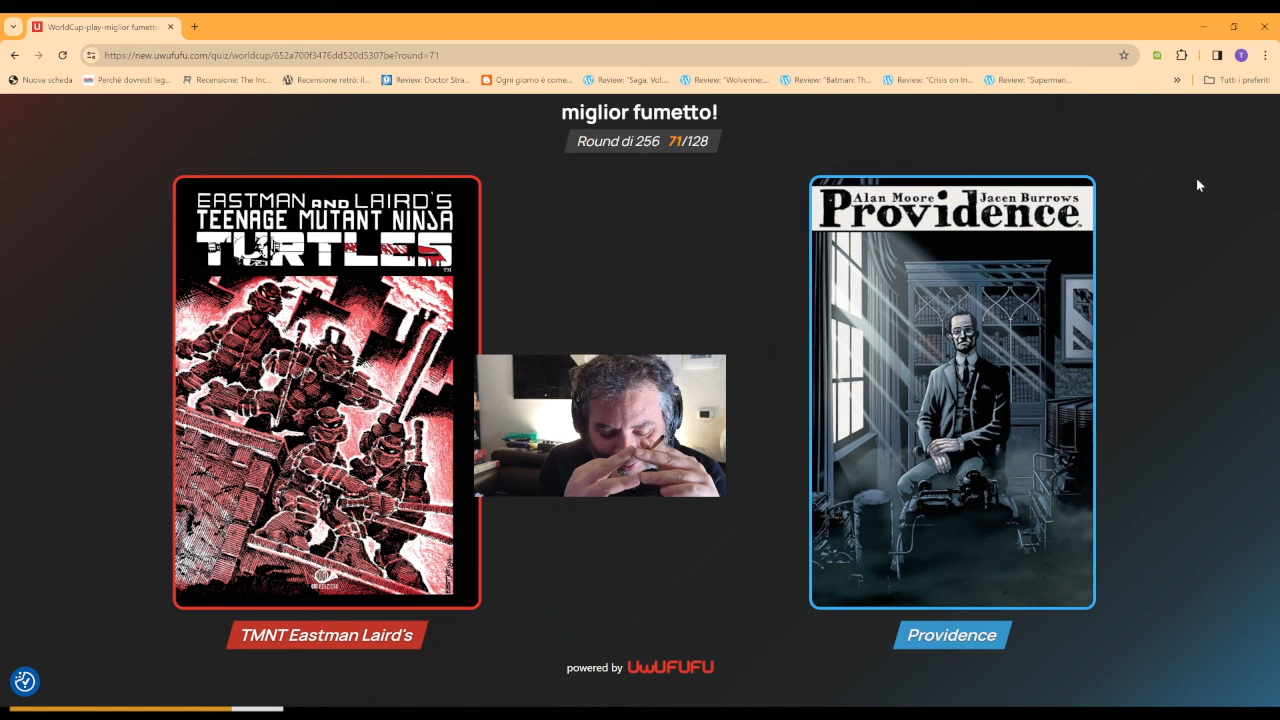 WorldCup-play-miglior fumetto
https://new.uwufufu.com/quiz/worldcup/652a700f3476dd520d5307be?round=71
T
Nuova scheda
Perché dovresti leg...
Recensione: The Inc...
Recensione retrò: il...
Review: Doctor Stra...
Ogni giorno è come...
Review: "Saga, Vol....
Review: "Wolverine:...
Review: "Batman: Th...
Review: "Crisis on In...
Review: "Superman...
»
Tutti i preferiti
miglior fumetto!
Round di 256 71/128
EASTMAN AND LAIRD'S
TEENAGE MUTANT NINJA
TURTLES
TM
Alan Moore Jacen Burrows
Providence
TMNT Eastman Laird's
Providence
powered by UwUFUFU